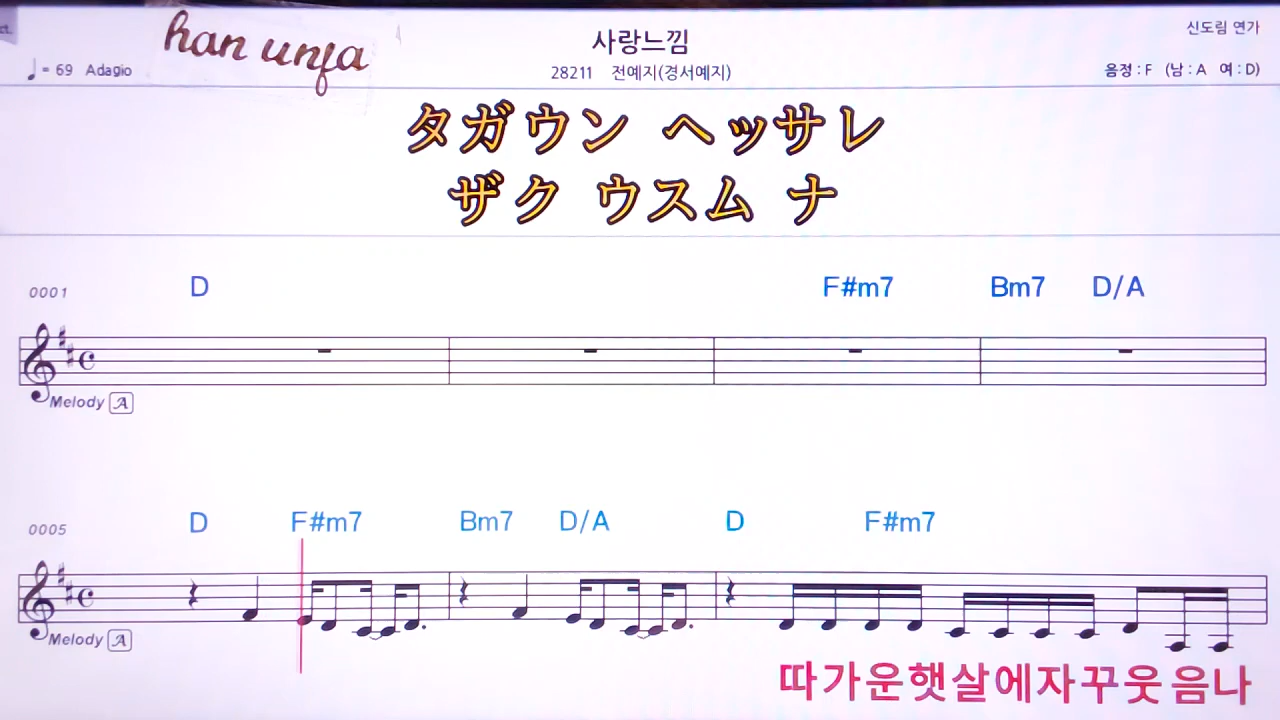 han unja
사랑느낌
신도림 연가
♩= 69 Adagio
28211 전예지(경서예지)
음정 : F (남 : A 여 : D)
タガウン ヘッサレ
ザク ウスム ナ
0001 D F#m7 Bm7 D/A
Melody A
0005 D F#m7 Bm7 D/A D F#m7
Melody A
따가운햇살에자꾸웃음나